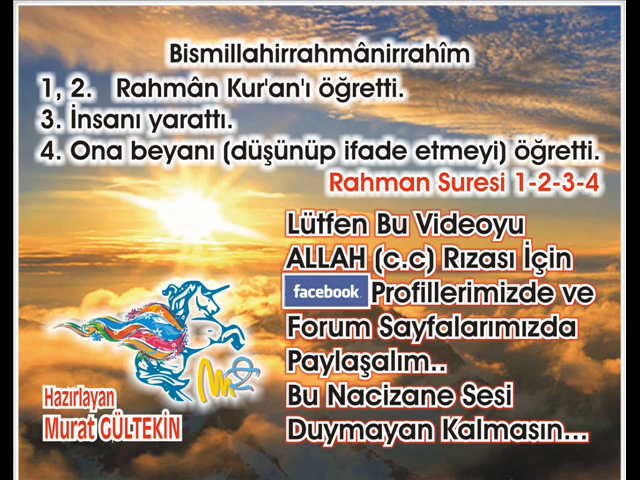 Bismillahirrahmânirrahîm
1, 2. Rahmân Kur'an'ı öğretti.
3. İnsanı yarattı.
4. Ona beyanı (düşünüp ifade etmeyi) öğretti.
Rahman Suresi 1-2-3-4
Lütfen Bu Videoyu
ALLAH (c.c) Rızası İçin
facebook Profillerimizde ve
Forum Sayfalarımızda
Paylaşalım..
Bu Nacizane Sesi
Duymayan Kalmasın...
Hazırlayan
Murat GÜLTEKİN